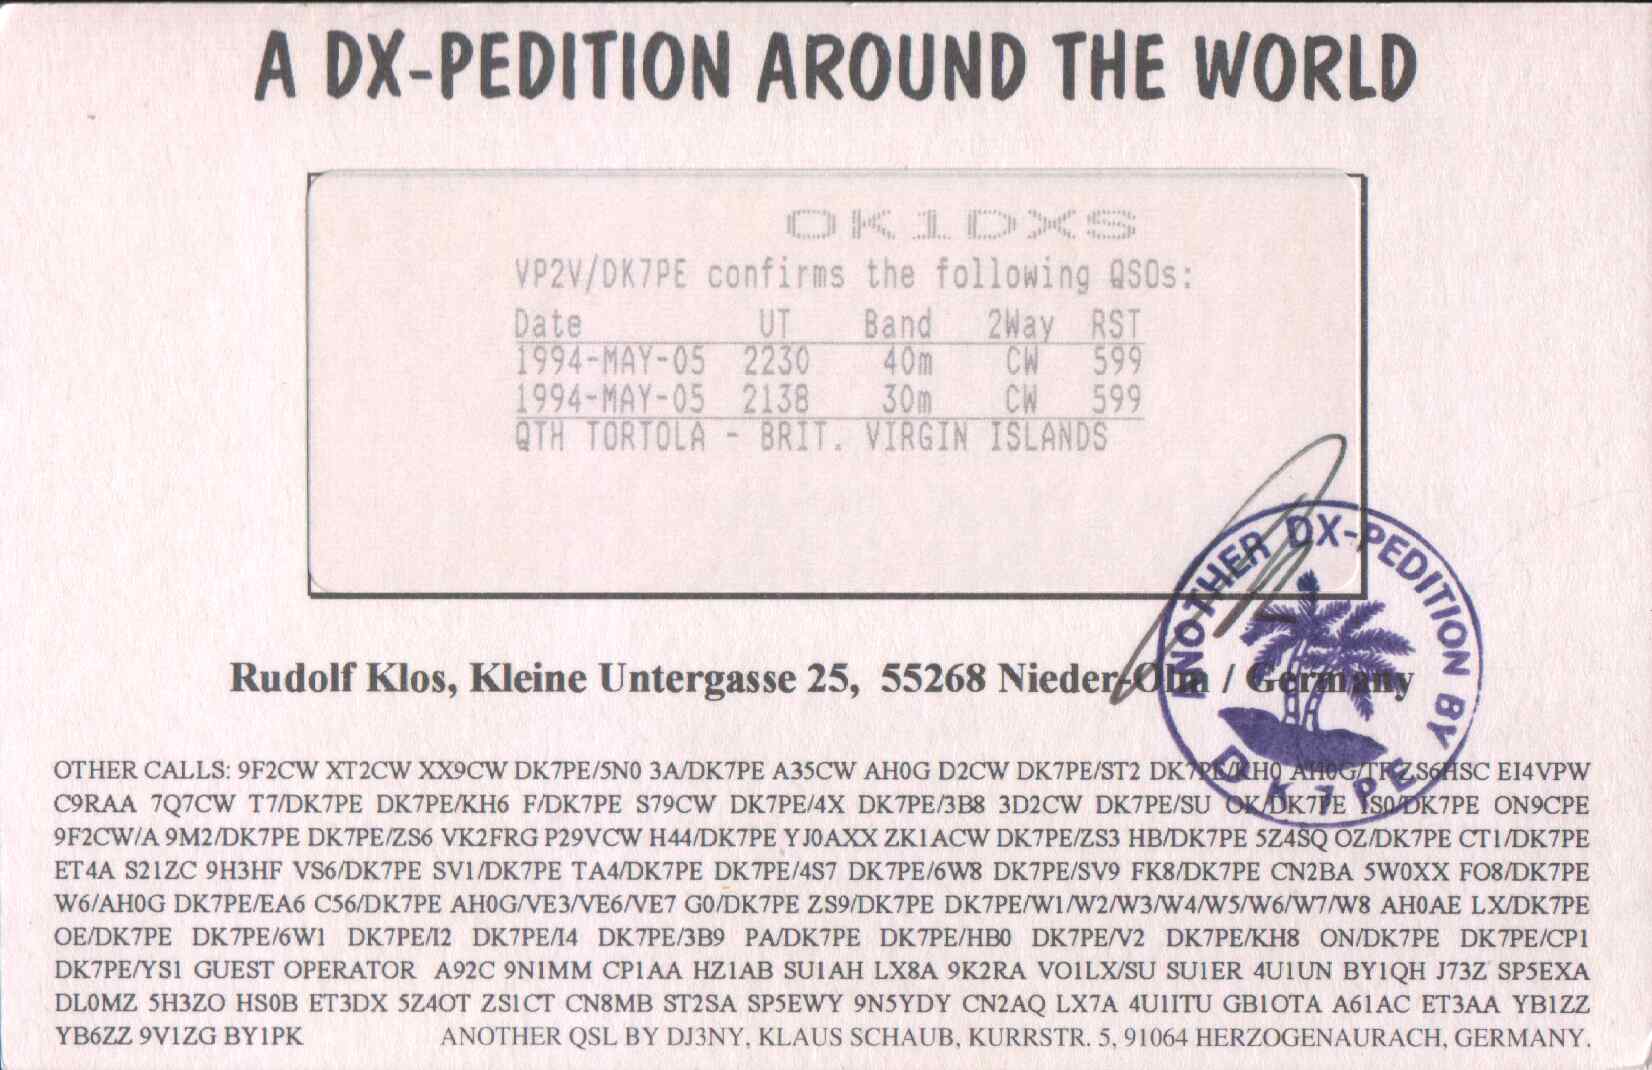 A DX-PEDITION AROUND THE WORLD
OK1DXS
VP2V/DK7PE confirms the following QSOs:
Date UT Band 2Way RST
1994-MAY-05 2230 40m CW 599
1994-MAY-05 2138 30m CW 599
QTH TORTOLA - BRIT. VIRGIN ISLANDS
ANOTHER DX-PEDITION BY
DK7PE
Rudolf Klos, Kleine Untergasse 25, 55268 Nieder-Olm / Germany
OTHER CALLS: 9F2CW XT2CW XX9CW DK7PE/5N0 3A/DK7PE A35CW AH0G D2CW DK7PE/ST2 DK7PE/KH0 AH0G/TF ZS6HSC EI4VPW
C9RAA 7Q7CW T7/DK7PE DK7PE/KH6 F/DK7PE S79CW DK7PE/4X DK7PE/3B8 3D2CW DK7PE/SU OK/DK7PE IS0/DK7PE ON9CPE
9F2CW/A 9M2/DK7PE DK7PE/ZS6 VK2FRG P29VCW H44/DK7PE YJ0AXX ZK1ACW DK7PE/ZS3 HB/DK7PE 5Z4SQ OZ/DK7PE CT1/DK7PE
ET4A S21ZC 9H3HF VS6/DK7PE SV1/DK7PE TA4/DK7PE DK7PE/4S7 DK7PE/6W8 DK7PE/SV9 FK8/DK7PE CN2BA 5W0XX FO8/DK7PE
W6/AH0G DK7PE/EA6 C56/DK7PE AH0G/VE3/VE6/VE7 G0/DK7PE ZS9/DK7PE DK7PE/W1/W2/W3/W4/W5/W6/W7/W8 AH0AE LX/DK7PE
OE/DK7PE DK7PE/6W1 DK7PE/I2 DK7PE/I4 DK7PE/3B9 PA/DK7PE DK7PE/HB0 DK7PE/V2 DK7PE/KH8 ON/DK7PE DK7PE/CP1
DK7PE/YS1 GUEST OPERATOR A92C 9N1MM CP1AA HZ1AB SU1AH LX8A 9K2RA VO1LX/SU SU1ER 4U1UN BY1QH J73Z SP5EXA
DL0MZ 5H3ZO HS0B ET3DX 5Z4OT ZS1CT CN8MB ST2SA SP5EWY 9N5YDY CN2AQ LX7A 4U1ITU GB1OTA A61AC ET3AA YB1ZZ
YB6ZZ 9V1ZG BY1PK ANOTHER QSL BY DJ3NY, KLAUS SCHAUB, KURRSTR. 5, 91064 HERZOGENAURACH, GERMANY.